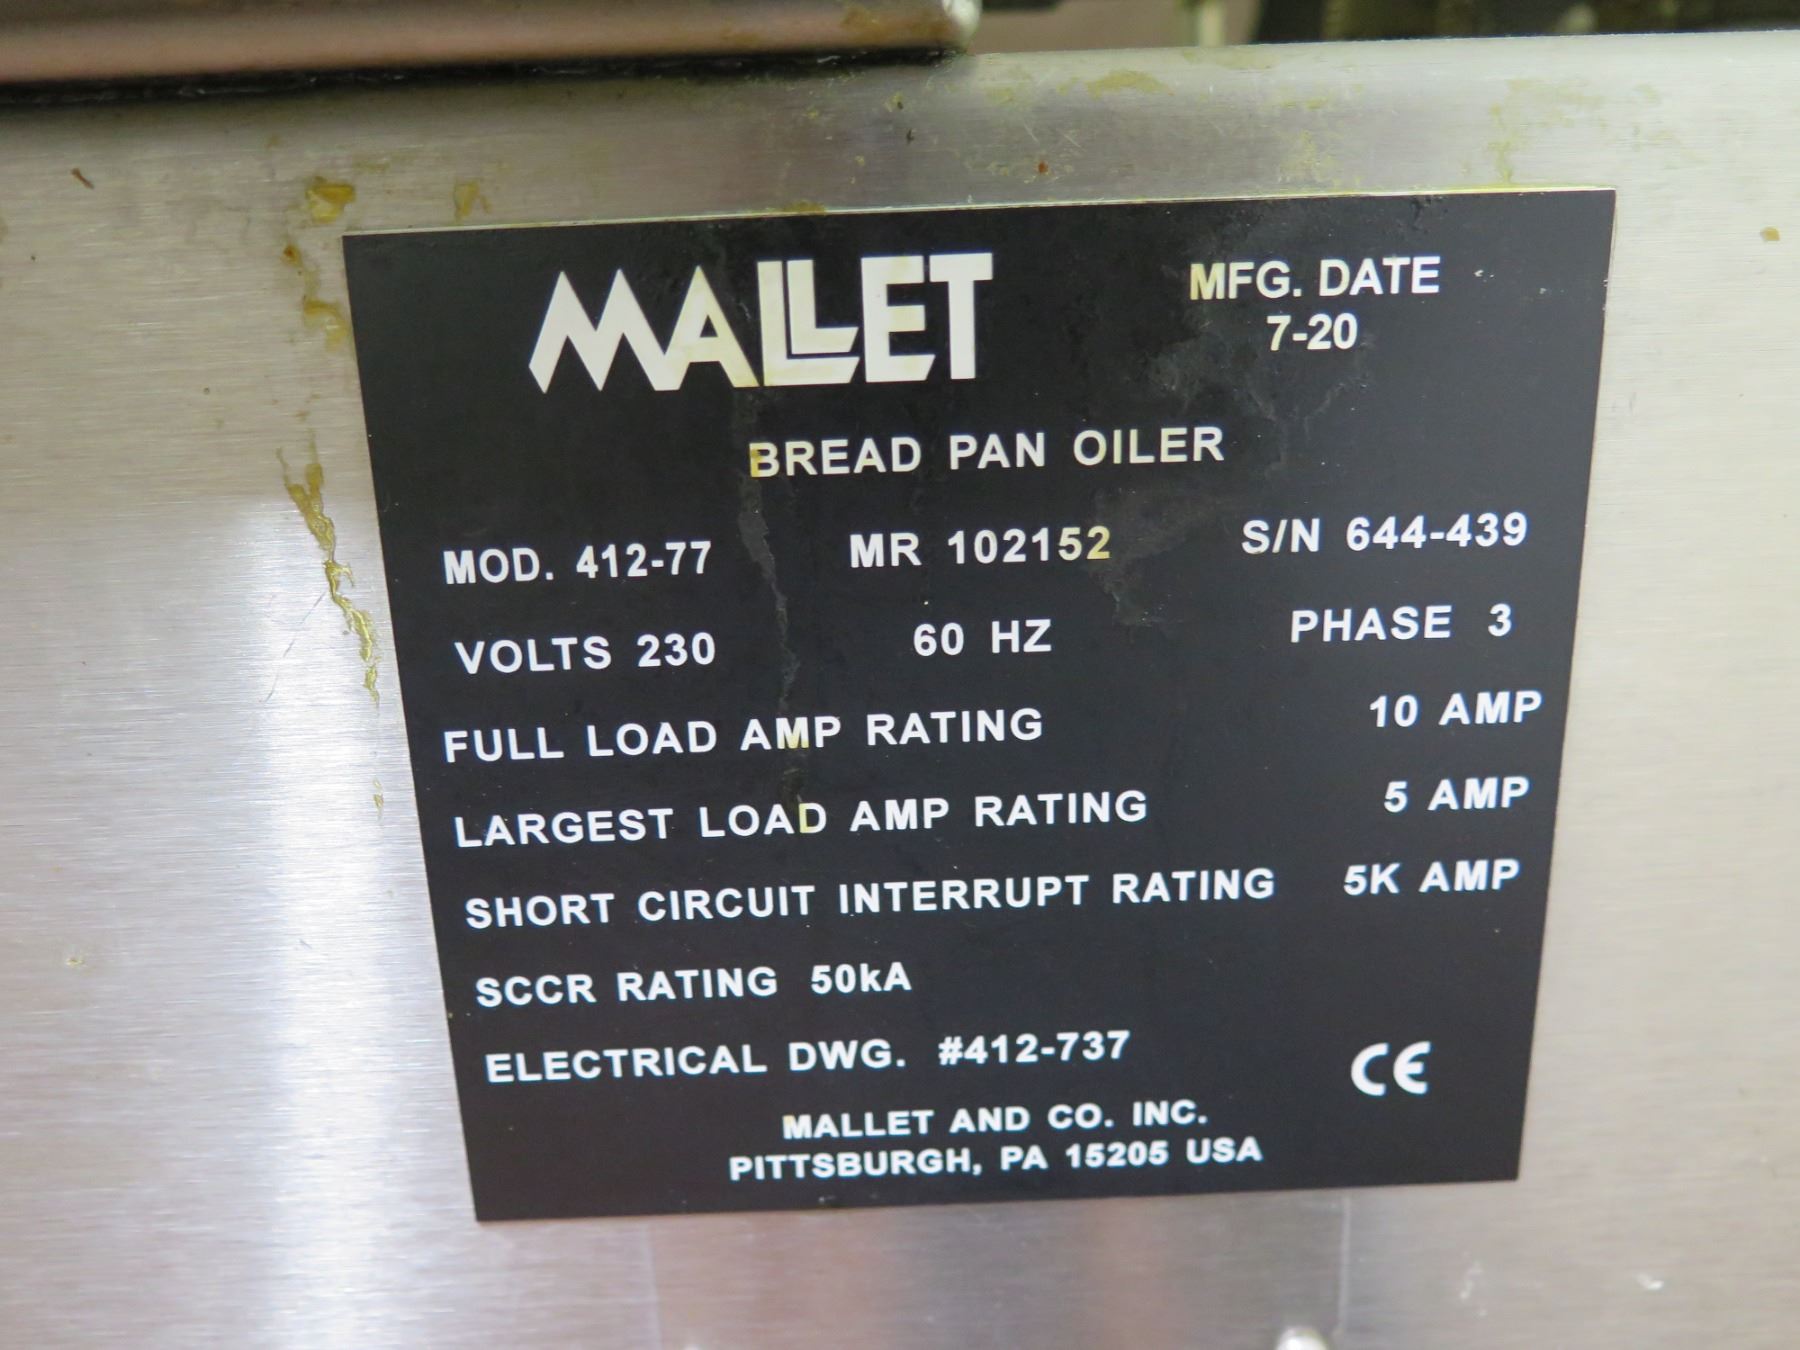 MALLET
MFG. DATE
7-20
BREAD PAN OILER
MOD. 412-77 MR 102152 S/N 644-439
VOLTS 230 60 HZ PHASE 3
FULL LOAD AMP RATING 10 AMP
LARGEST LOAD AMP RATING 5 AMP
SHORT CIRCUIT INTERRUPT RATING 5K AMP
SCCR RATING 50kA
ELECTRICAL DWG. #412-737
CE
MALLET AND CO. INC.
PITTSBURGH, PA 15205 USA